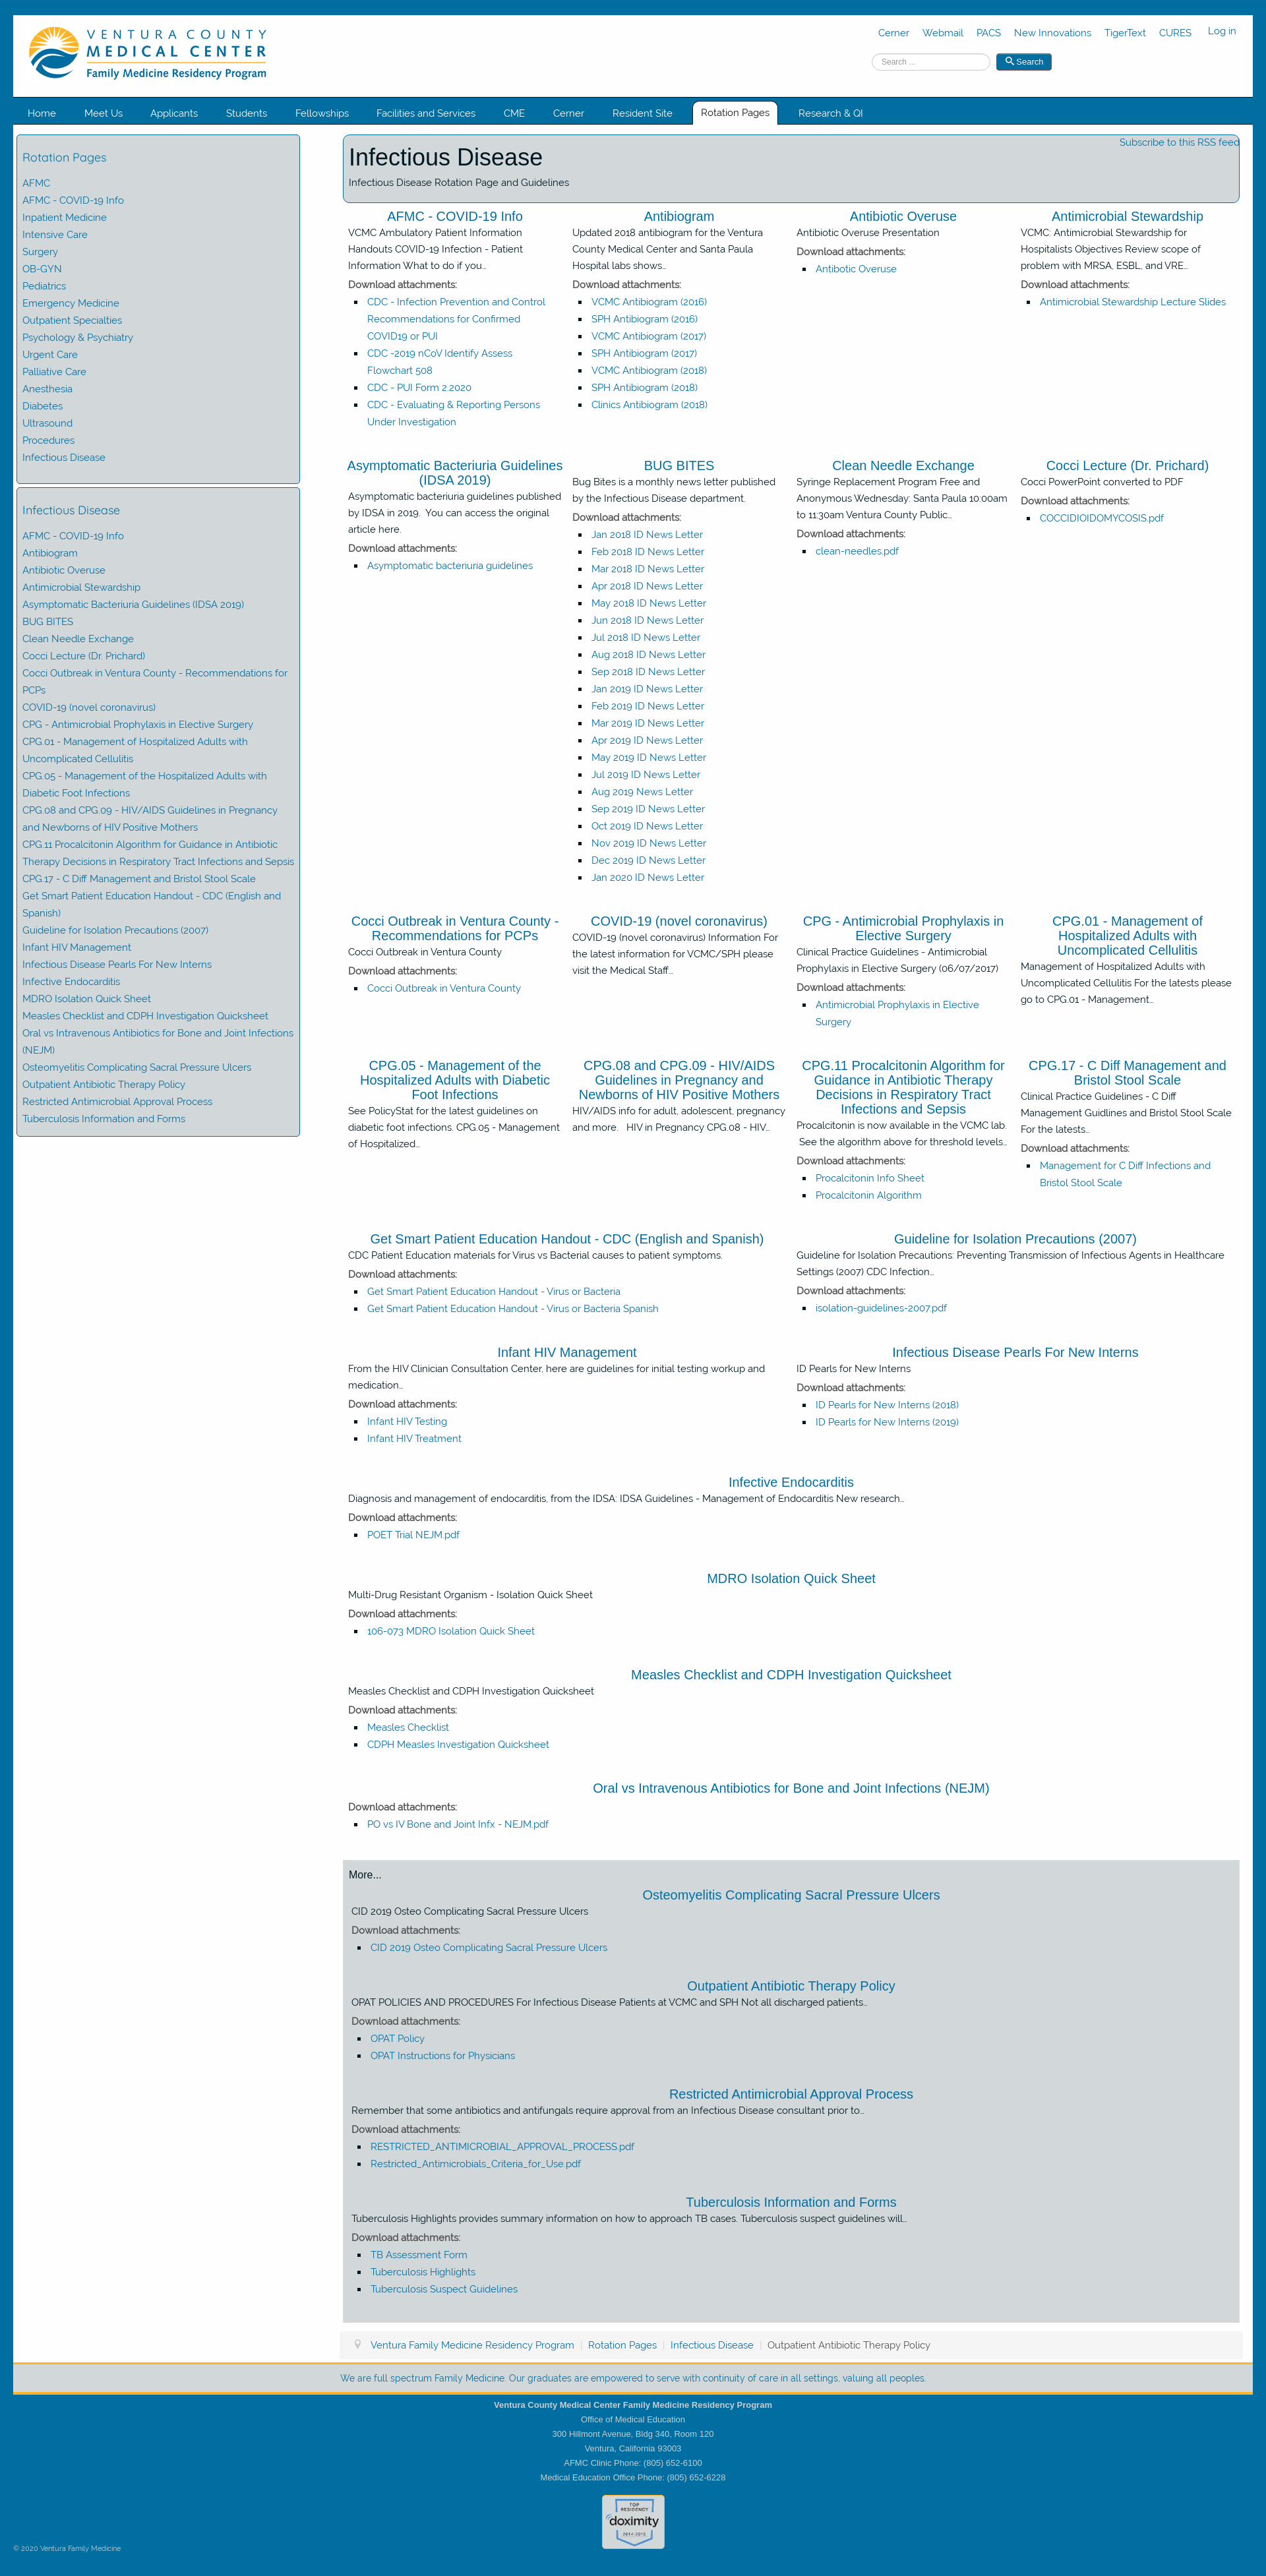 VENTURA COUNTY
MEDICAL CENTER
Family Medicine Residency Program
Cerner Webmail PACS New Innovations TigerText CURES Log in
Search ... Search
Home Meet Us Applicants Students Fellowships Facilities and Services CME Cerner Resident Site Rotation Pages Research & QI
Rotation Pages
AFMC
AFMC - COVID-19 Info
Inpatient Medicine
Intensive Care
Surgery
OB-GYN
Pediatrics
Emergency Medicine
Outpatient Specialties
Psychology & Psychiatry
Urgent Care
Palliative Care
Anesthesia
Diabetes
Ultrasound
Procedures
Infectious Disease
Infectious Disease
AFMC - COVID-19 Info
Antibiogram
Antibiotic Overuse
Antimicrobial Stewardship
Asymptomatic Bacteriuria Guidelines (IDSA 2019)
BUG BITES
Clean Needle Exchange
Cocci Lecture (Dr. Prichard)
Cocci Outbreak in Ventura County - Recommendations for
PCPs
COVID-19 (novel coronavirus)
CPG - Antimicrobial Prophylaxis in Elective Surgery
CPG.01 - Management of Hospitalized Adults with
Uncomplicated Cellulitis
CPG.05 - Management of the Hospitalized Adults with
Diabetic Foot Infections
CPG.08 and CPG.09 - HIV/AIDS Guidelines in Pregnancy
and Newborns of HIV Positive Mothers
CPG.11 Procalcitonin Algorithm for Guidance in Antibiotic
Therapy Decisions in Respiratory Tract Infections and Sepsis
CPG.17 - C Diff Management and Bristol Stool Scale
Get Smart Patient Education Handout - CDC (English and
Spanish)
Guideline for Isolation Precautions (2007)
Infant HIV Management
Infectious Disease Pearls For New Interns
Infective Endocarditis
MDRO Isolation Quick Sheet
Measles Checklist and CDPH Investigation Quicksheet
Oral vs Intravenous Antibiotics for Bone and Joint Infections
(NEJM)
Osteomyelitis Complicating Sacral Pressure Ulcers
Outpatient Antibiotic Therapy Policy
Restricted Antimicrobial Approval Process
Tuberculosis Information and Forms
Subscribe to this RSS feed
Infectious Disease
Infectious Disease Rotation Page and Guidelines
AFMC - COVID-19 Info
VCMC Ambulatory Patient Information
Handouts COVID-19 Infection - Patient
Information What to do if you...
Download attachments:
CDC - Infection Prevention and Control
Recommendations for Confirmed
COVID19 or PUI
CDC -2019 nCoV Identify Assess
Flowchart 508
CDC - PUI Form 2.2020
CDC - Evaluating & Reporting Persons
Under Investigation
Antibiogram
Updated 2018 antibiogram for the Ventura
County Medical Center and Santa Paula
Hospital labs shows...
Download attachments:
VCMC Antibiogram (2016)
SPH Antibiogram (2016)
VCMC Antibiogram (2017)
SPH Antibiogram (2017)
VCMC Antibiogram (2018)
SPH Antibiogram (2018)
Clinics Antibiogram (2018)
Antibiotic Overuse
Antibiotic Overuse Presentation
Download attachments:
Antibotic Overuse
Antimicrobial Stewardship
VCMC: Antimicrobial Stewardship for
Hospitalists Objectives Review scope of
problem with MRSA, ESBL, and VRE...
Download attachments:
Antimicrobial Stewardship Lecture Slides
Asymptomatic Bacteriuria Guidelines
(IDSA 2019)
Asymptomatic bacteriuria guidelines published
by IDSA in 2019. You can access the original
article here.
Download attachments:
Asymptomatic bacteriuria guidelines
BUG BITES
Bug Bites is a monthly news letter published
by the Infectious Disease department.
Download attachments:
Jan 2018 ID News Letter
Feb 2018 ID News Letter
Mar 2018 ID News Letter
Apr 2018 ID News Letter
May 2018 ID News Letter
Jun 2018 ID News Letter
Jul 2018 ID News Letter
Aug 2018 ID News Letter
Sep 2018 ID News Letter
Jan 2019 ID News Letter
Feb 2019 ID News Letter
Mar 2019 ID News Letter
Apr 2019 ID News Letter
May 2019 ID News Letter
Jul 2019 ID News Letter
Aug 2019 News Letter
Sep 2019 ID News Letter
Oct 2019 ID News Letter
Nov 2019 ID News Letter
Dec 2019 ID News Letter
Jan 2020 ID News Letter
Clean Needle Exchange
Syringe Replacement Program Free and
Anonymous Wednesday: Santa Paula 10:00am
to 11:30am Ventura County Public...
Download attachments:
clean-needles.pdf
Cocci Lecture (Dr. Prichard)
Cocci PowerPoint converted to PDF
Download attachments:
COCCIDIOIDOMYCOSIS.pdf
Cocci Outbreak in Ventura County -
Recommendations for PCPs
Cocci Outbreak in Ventura County
Download attachments:
Cocci Outbreak in Ventura County
COVID-19 (novel coronavirus)
COVID-19 (novel coronavirus) Information For
the latest information for VCMC/SPH please
visit the Medical Staff...
CPG - Antimicrobial Prophylaxis in
Elective Surgery
Clinical Practice Guidelines - Antimicrobial
Prophylaxis in Elective Surgery (06/07/2017)
Download attachments:
Antimicrobial Prophylaxis in Elective
Surgery
CPG.01 - Management of
Hospitalized Adults with
Uncomplicated Cellulitis
Management of Hospitalized Adults with
Uncomplicated Cellulitis For the latests please
go to CPG.01 - Management...
CPG.05 - Management of the
Hospitalized Adults with Diabetic
Foot Infections
See PolicyStat for the latest guidelines on
diabetic foot infections. CPG.05 - Management
of Hospitalized...
CPG.08 and CPG.09 - HIV/AIDS
Guidelines in Pregnancy and
Newborns of HIV Positive Mothers
HIV/AIDS info for adult, adolescent, pregnancy
and more. HIV in Pregnancy CPG.08 - HIV...
CPG.11 Procalcitonin Algorithm for
Guidance in Antibiotic Therapy
Decisions in Respiratory Tract
Infections and Sepsis
Procalcitonin is now available in the VCMC lab.
See the algorithm above for threshold levels...
Download attachments:
Procalcitonin Info Sheet
Procalcitonin Algorithm
CPG.17 - C Diff Management and
Bristol Stool Scale
Clinical Practice Guidelines - C Diff
Management Guidlines and Bristol Stool Scale
For the latests...
Download attachments:
Management for C Diff Infections and
Bristol Stool Scale
Get Smart Patient Education Handout - CDC (English and Spanish)
CDC Patient Education materials for Virus vs Bacterial causes to patient symptoms.
Download attachments:
Get Smart Patient Education Handout - Virus or Bacteria
Get Smart Patient Education Handout - Virus or Bacteria Spanish
Guideline for Isolation Precautions (2007)
Guideline for Isolation Precautions: Preventing Transmission of Infectious Agents in Healthcare
Settings (2007) CDC Infection...
Download attachments:
isolation-guidelines-2007.pdf
Infant HIV Management
From the HIV Clinician Consultation Center, here are guidelines for initial testing workup and
medication...
Download attachments:
Infant HIV Testing
Infant HIV Treatment
Infectious Disease Pearls For New Interns
ID Pearls for New Interns
Download attachments:
ID Pearls for New Interns (2018)
ID Pearls for New Interns (2019)
Infective Endocarditis
Diagnosis and management of endocarditis, from the IDSA: IDSA Guidelines - Management of Endocarditis New research...
Download attachments:
POET Trial NEJM.pdf
MDRO Isolation Quick Sheet
Multi-Drug Resistant Organism - Isolation Quick Sheet
Download attachments:
106-073 MDRO Isolation Quick Sheet
Measles Checklist and CDPH Investigation Quicksheet
Measles Checklist and CDPH Investigation Quicksheet
Download attachments:
Measles Checklist
CDPH Measles Investigation Quicksheet
Oral vs Intravenous Antibiotics for Bone and Joint Infections (NEJM)
Download attachments:
PO vs IV Bone and Joint Infx - NEJM.pdf
More...
Osteomyelitis Complicating Sacral Pressure Ulcers
CID 2019 Osteo Complicating Sacral Pressure Ulcers
Download attachments:
CID 2019 Osteo Complicating Sacral Pressure Ulcers
Outpatient Antibiotic Therapy Policy
OPAT POLICIES AND PROCEDURES For Infectious Disease Patients at VCMC and SPH Not all discharged patients...
Download attachments:
OPAT Policy
OPAT Instructions for Physicians
Restricted Antimicrobial Approval Process
Remember that some antibiotics and antifungals require approval from an Infectious Disease consultant prior to...
Download attachments:
RESTRICTED_ANTIMICROBIAL_APPROVAL_PROCESS.pdf
Restricted_Antimicrobials_Criteria_for_Use.pdf
Tuberculosis Information and Forms
Tuberculosis Highlights provides summary information on how to approach TB cases. Tuberculosis suspect guidelines will...
Download attachments:
TB Assessment Form
Tuberculosis Highlights
Tuberculosis Suspect Guidelines
Ventura Family Medicine Residency Program | Rotation Pages | Infectious Disease | Outpatient Antibiotic Therapy Policy
We are full spectrum Family Medicine. Our graduates are empowered to serve with continuity of care in all settings, valuing all peoples.
Ventura County Medical Center Family Medicine Residency Program
Office of Medical Education
300 Hillmont Avenue, Bldg 340, Room 120
Ventura, California 93003
AFMC Clinic Phone: (805) 652-6100
Medical Education Office Phone: (805) 652-6228
TOP
RESIDENCY
doximity
2014-2015
© 2020 Ventura Family Medicine